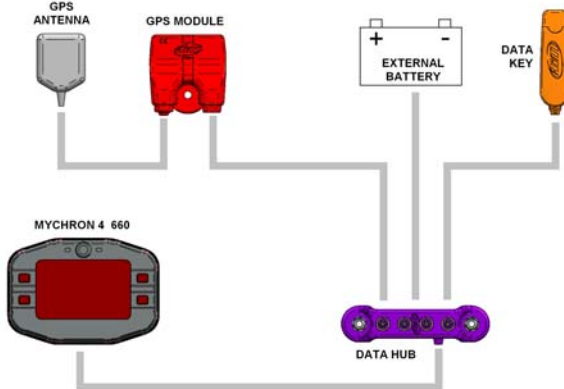 GPS
ANTENNA
GPS MODULE
+ -
EXTERNAL
BATTERY
DATA
KEY
MYCHRON 4 660
DATA HUB